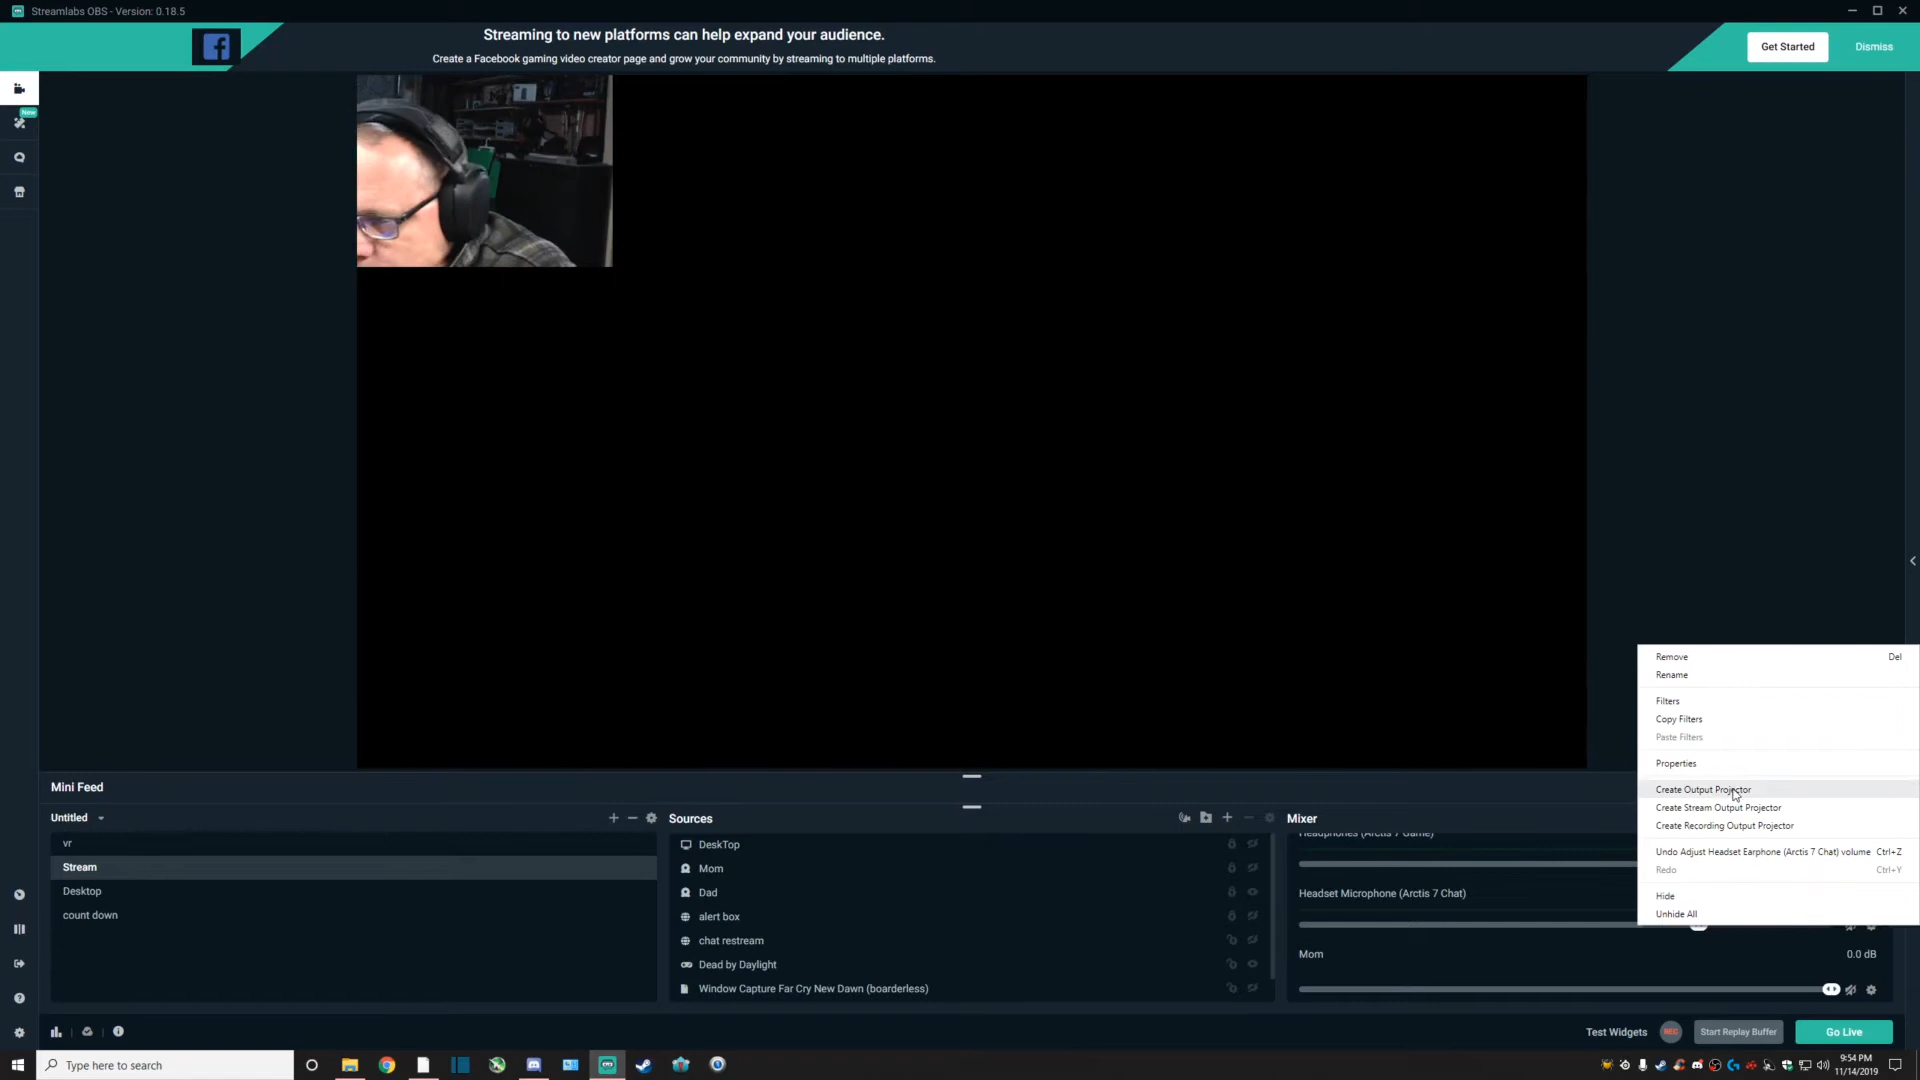 Streamlabs OBS - Version: 0.18.5
Streaming to new platforms can help expand your audience.
Create a Facebook gaming video creator page and grow your community by streaming to multiple platforms.
Get Started
Dismiss
New
Remove Del
Rename
Filters
Copy Filters
Paste Filters
Properties
Create Output Projector
Create Stream Output Projector
Create Recording Output Projector
Undo Adjust Headset Earphone (Arctis 7 Chat) volume Ctrl+Z
Redo Ctrl+Y
Hide
Unhide All
Mini Feed
Untitled
vr
Stream
Desktop
count down
Sources
DeskTop
Mom
Dad
alert box
chat restream
Dead by Daylight
Window Capture Far Cry New Dawn (boarderless)
Mixer
Headphones (Arctis 7 Game)
Headset Microphone (Arctis 7 Chat)
Mom 0.0 dB
Test Widgets
REC
Start Replay Buffer
Go Live
Type here to search
9:54 PM
11/14/2019